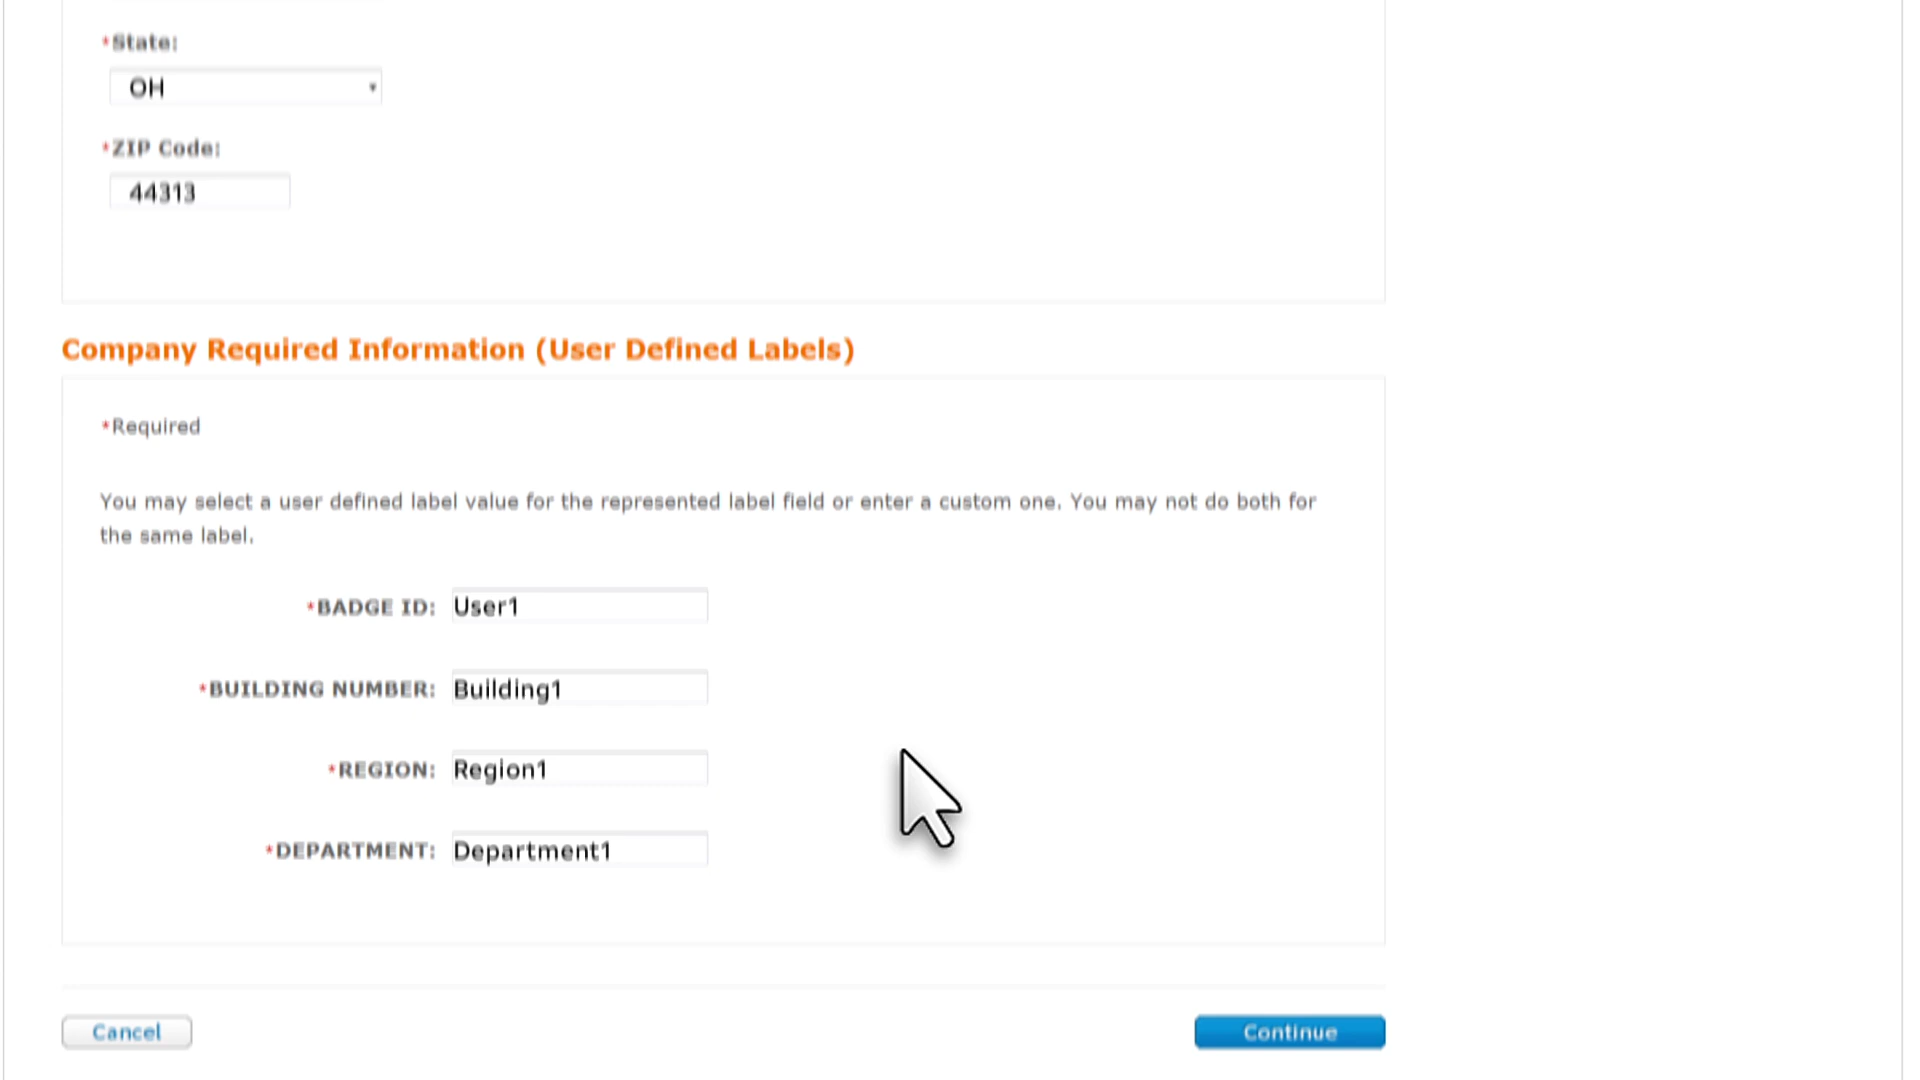 *State:
OH
*ZIP Code:
44313
Company Required Information (User Defined Labels)
*Required
You may select a user defined label value for the represented label field or enter a custom one. You may not do both for
the same label.
*BADGE ID: User1
*BUILDING NUMBER: Building1
*REGION: Region1
*DEPARTMENT: Department1
Cancel Continue